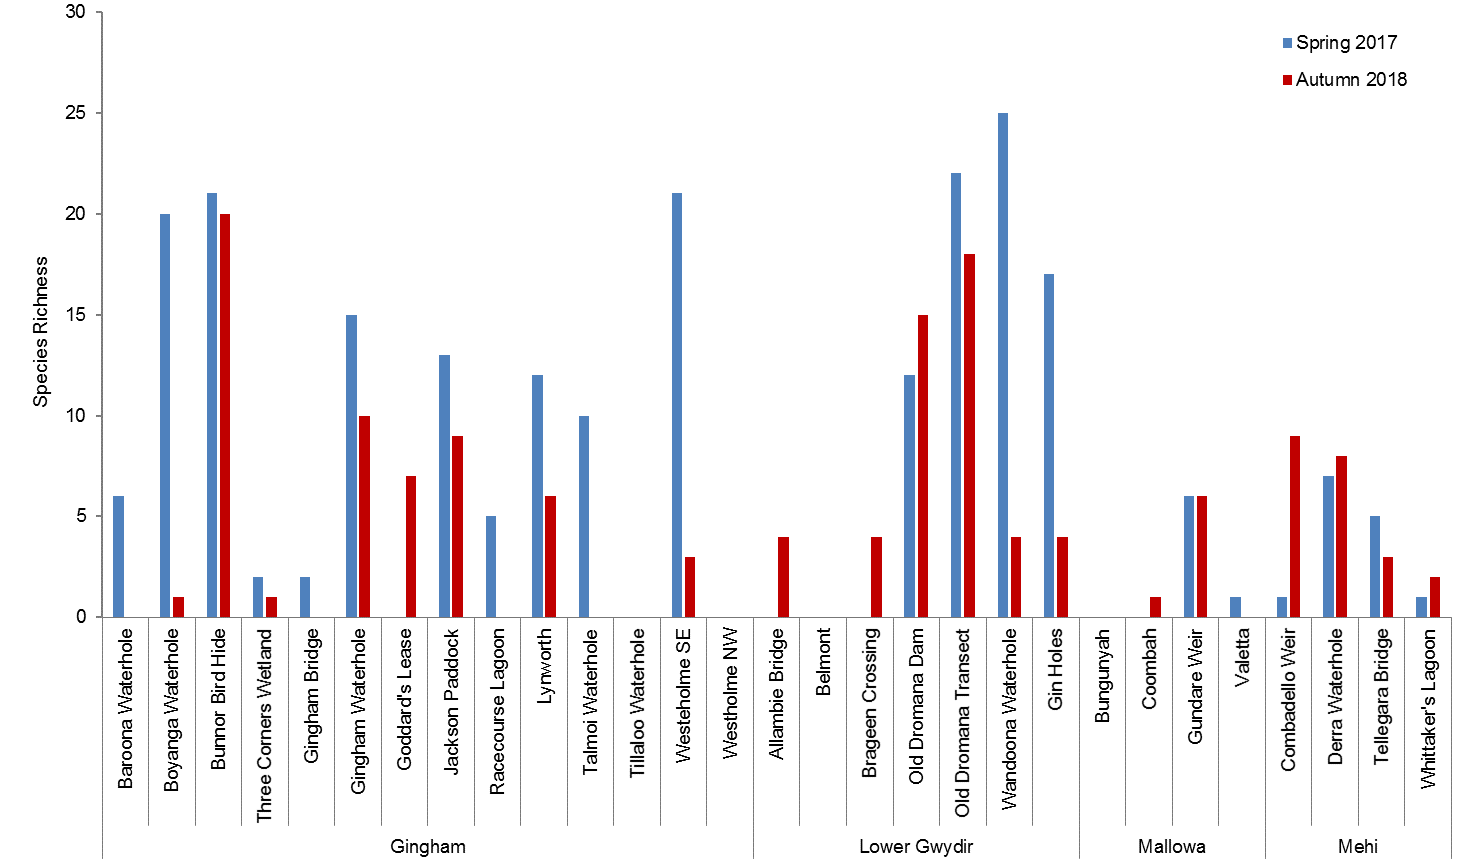 30
25
20
15
10
5
0
Species Richness
Spring 2017
Autumn 2018
Baroona Waterhole
Boyanga Waterhole
Bunnor Bird Hide
Three Corners Wetland
Gingham Bridge
Gingham Waterhole
Goddard's Lease
Jackson Paddock
Racecourse Lagoon
Lynworth
Talmoi Waterhole
Tillaloo Waterhole
Westeholme SE
Westholme NW
Allambie Bridge
Belmont
Brageen Crossing
Old Dromana Dam
Old Dromana Transect
Wandoona Waterhole
Gin Holes
Bungunyah
Coombah
Gundare Weir
Valetta
Combadello Weir
Derra Waterhole
Tellegara Bridge
Whittaker's Lagoon
Gingham
Lower Gwydir
Mallowa
Mehi